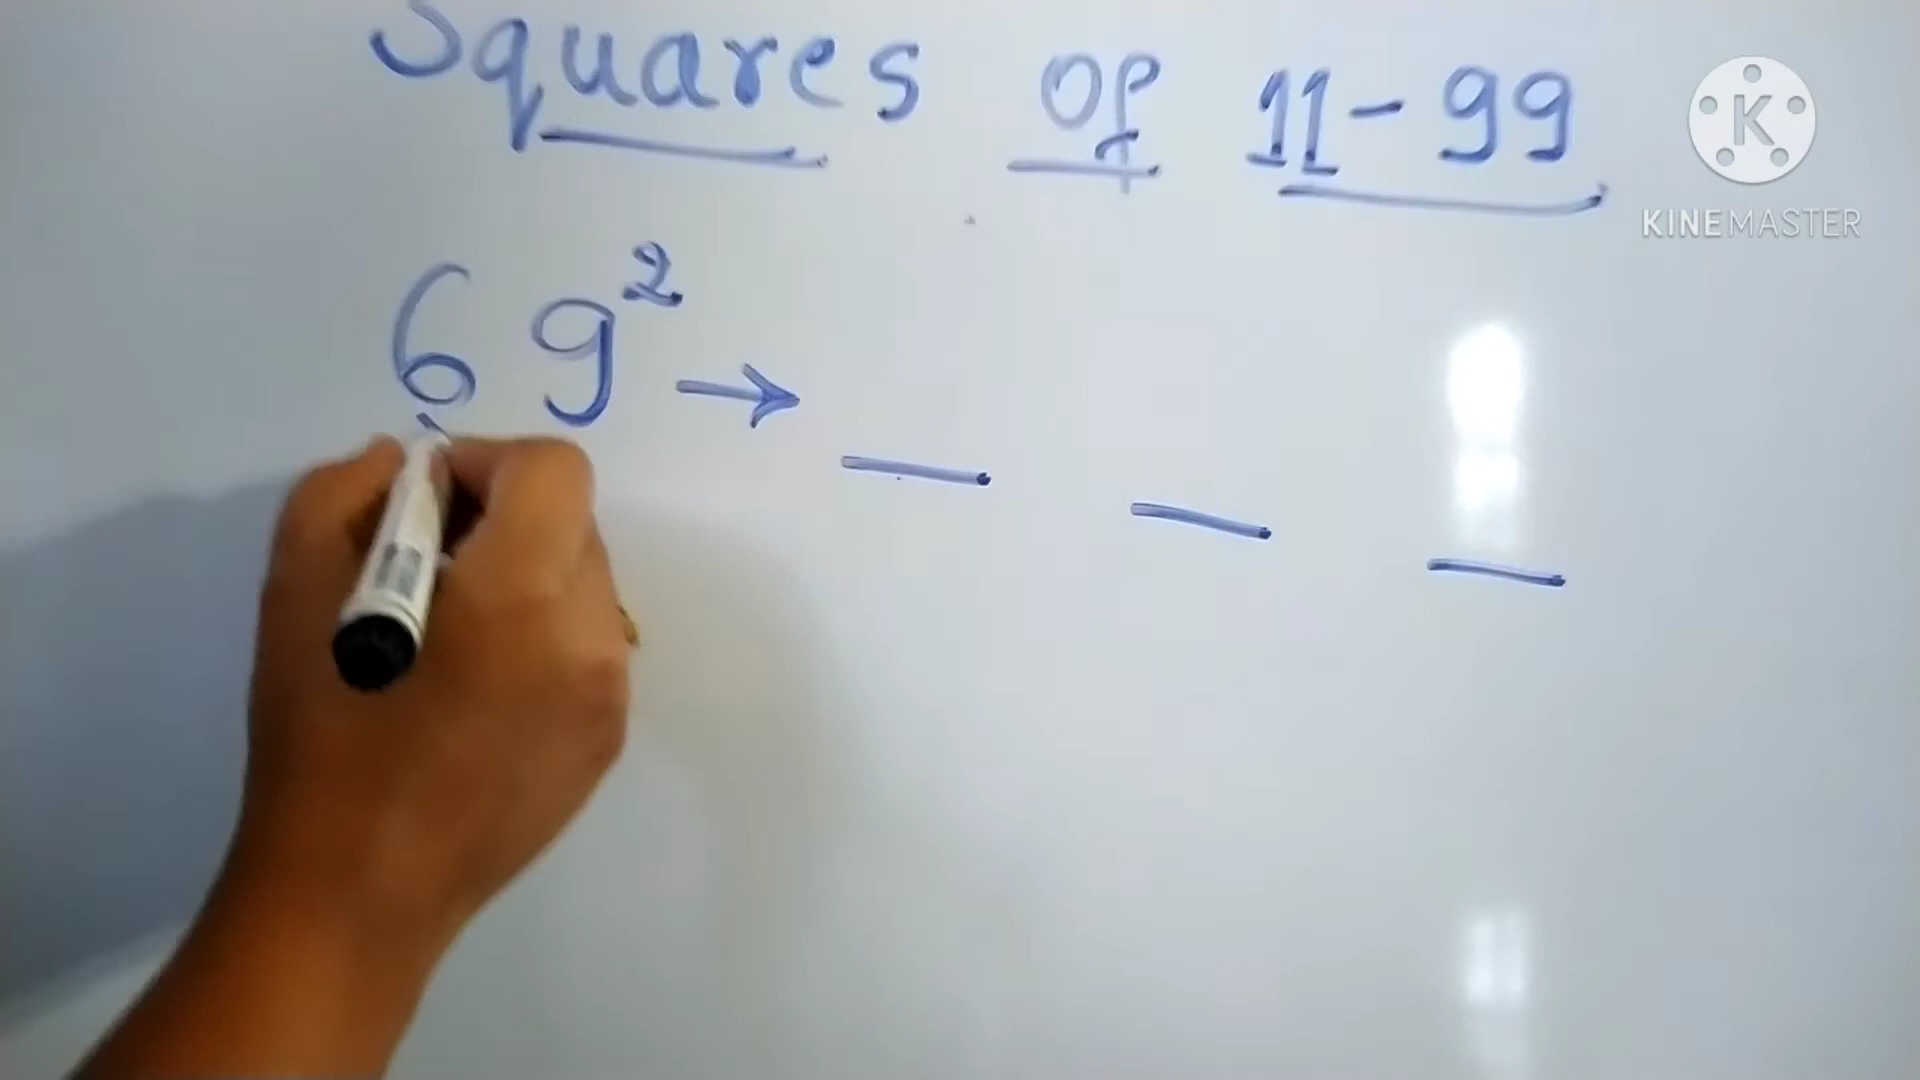 Squares Of 11-99
KINEMASTER
69² → _ _ _